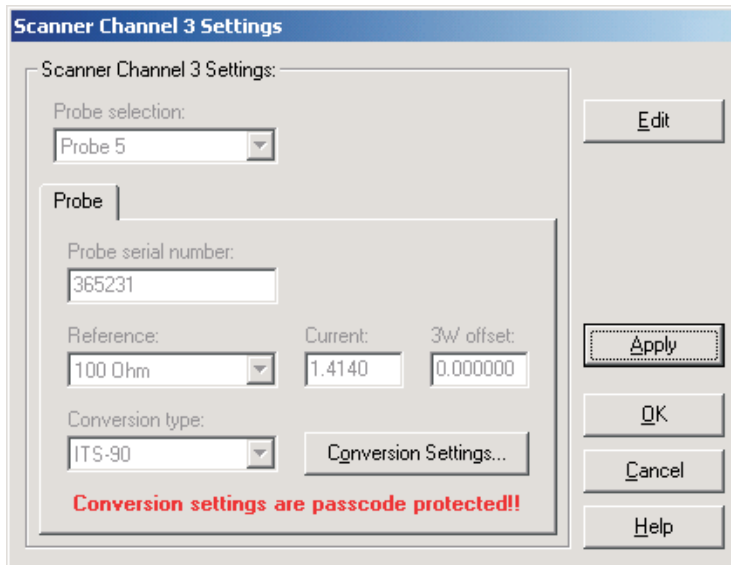 Scanner Channel 3 Settings
Scanner Channel 3 Settings:
Probe selection:
Probe 5
Edit
Probe
Probe serial number:
365231
Reference:
Current:
3W offset:
100 Ohm
1.4140
0.000000
Apply
Conversion type:
ITS-90
Conversion Settings...
OK
Conversion settings are passcode protected!!
Cancel
Help